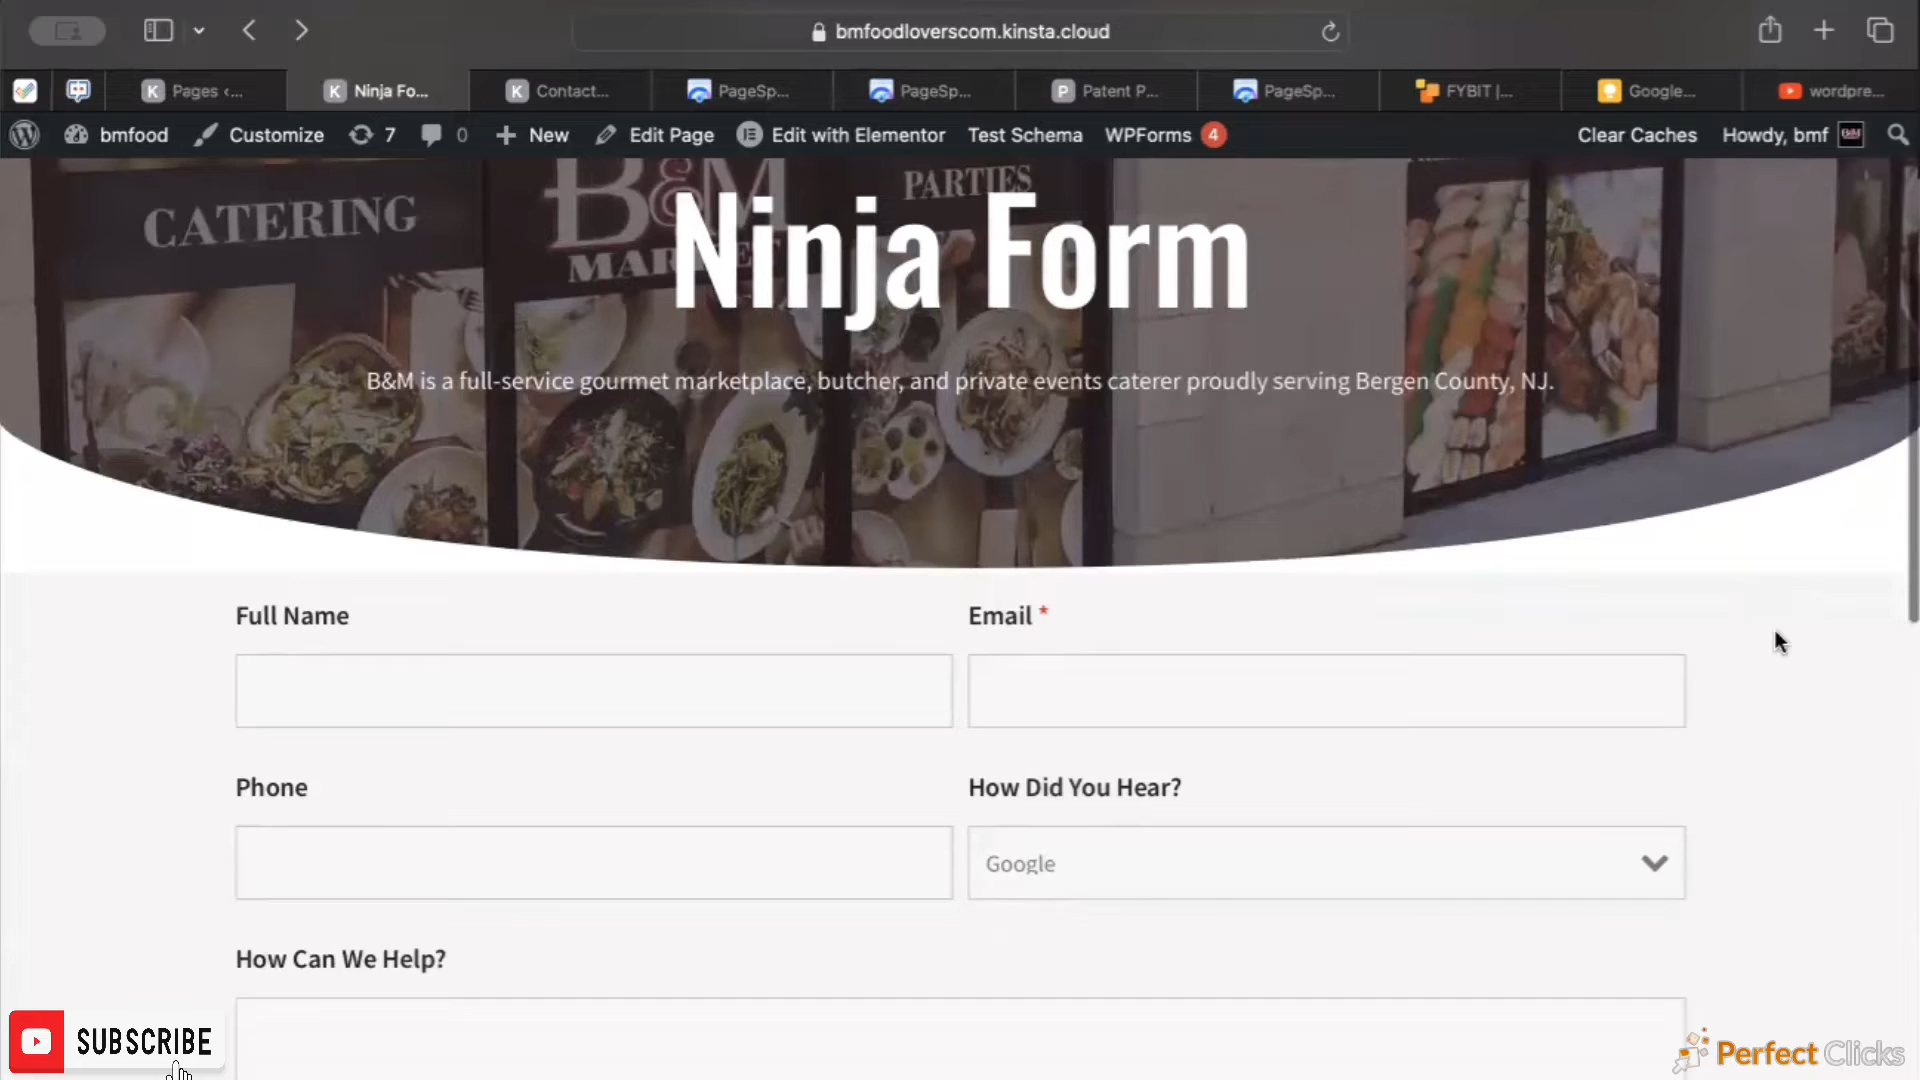 bmfoodloverscom.kinsta.cloud
Pages ‹...
Ninja Fo...
Contact...
PageSp...
PageSp...
Patent P...
PageSp...
FYBIT |...
Google...
wordpre...
bmfood
Customize
7
0
New
Edit Page
Edit with Elementor
Test Schema
WPForms 4
Clear Caches
Howdy, bmf
B&M
CATERING
B&M
MAR
PARTIES
Ninja Form
B&M is a full-service gourmet marketplace, butcher, and private events caterer proudly serving Bergen County, NJ.
Full Name
Email *
Phone
How Did You Hear?
Google
How Can We Help?
SUBSCRIBE
Perfect Clicks